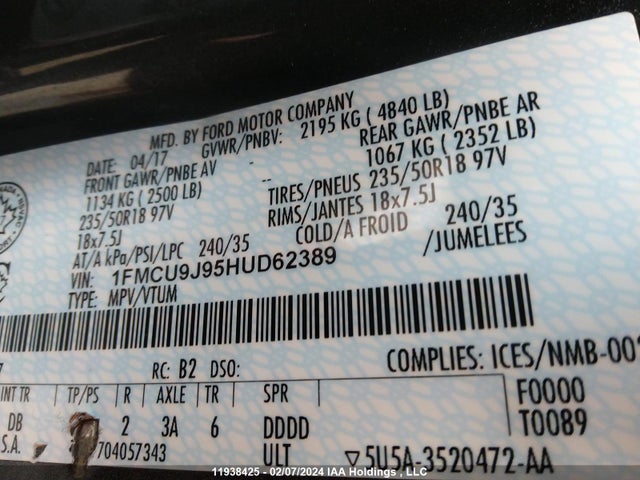 MFD. BY FORD MOTOR COMPANY
DATE: 04/17 GVWR/PNBV: 2195 KG ( 4840 LB)
FRONT GAWR/PNBE AV - REAR GAWR/PNBE AR
1134 KG ( 2500 LB) -- 1067 KG ( 2352 LB)
235/50R18 97V TIRES/PNEUS 235/50R18 97V
18x7.5J RIMS/JANTES 18x7.5J
AT/A kPa/PSI/LPC 240/35 COLD/A FROID 240/35
VIN: 1FMCU9J95HUD62389 /JUMELEES
TYPE: MPV/VTUM
RC: B2 DSO: COMPLIES: ICES/NMB-002
INT TR TP/PS R AXLE TR SPR F0000
DB 2 3A 6 DDDD T0089
S.A. 704057343 ULT ▽5U5A-3520472-AA
11938425 - 02/07/2024 IAA Holdings , LLC